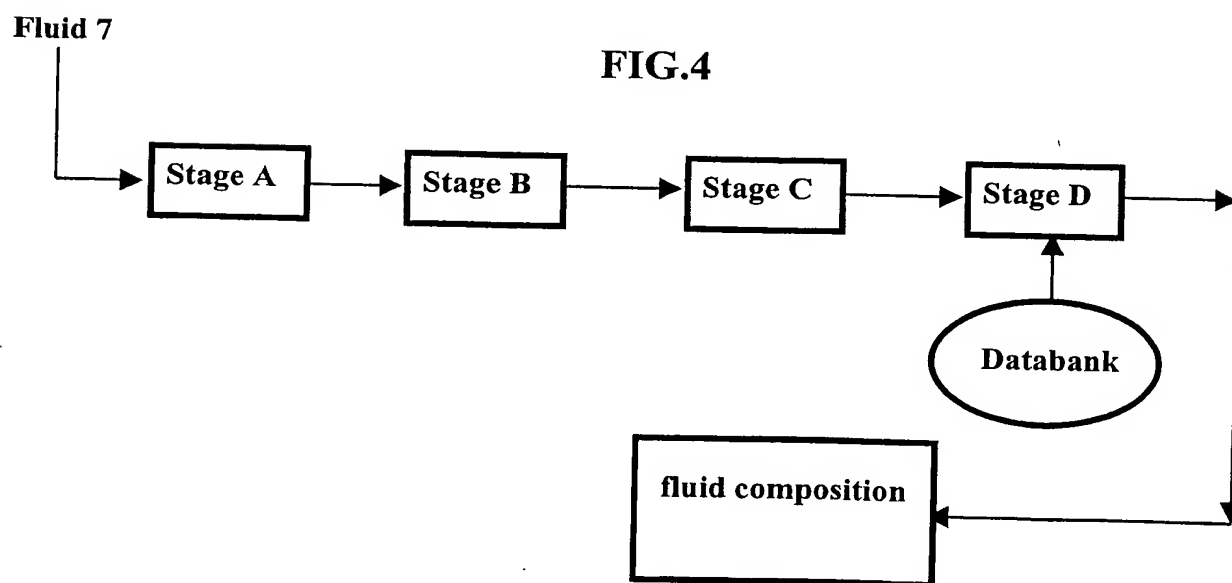 Fluid 7
FIG.4
Stage A
Stage B
Stage C
Stage D
Databank
fluid composition